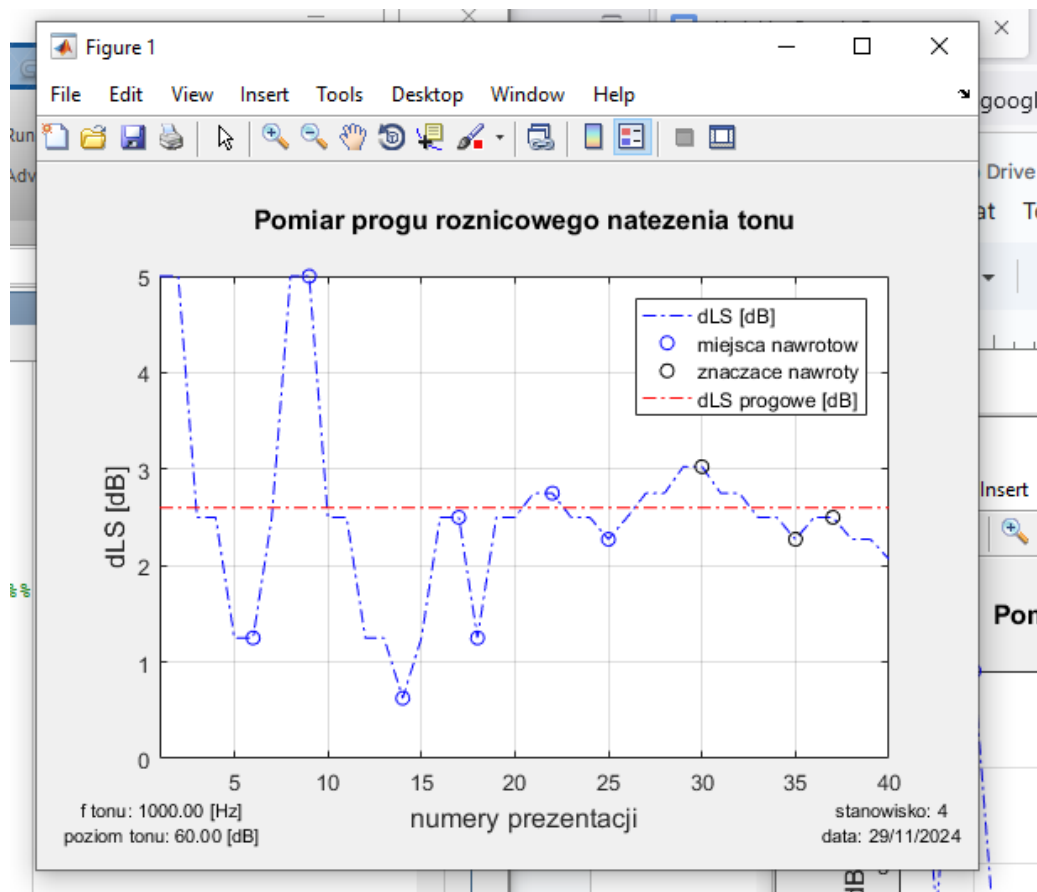 Figure 1
File Edit View Insert Tools Desktop Window Help
googl
Run
Adv
Drive
at
Pomiar progu roznicowego natezenia tonu
dLS [dB]
miejsca nawrotow
znaczace nawroty
dLS progowe [dB]
5
4
3
2
1
0
dLS [dB]
5 10 15 20 25 30 35 40
numery prezentacji
f tonu: 1000.00 [Hz]
poziom tonu: 60.00 [dB]
stanowisko: 4
data: 29/11/2024
%%
Insert
Pom
dB